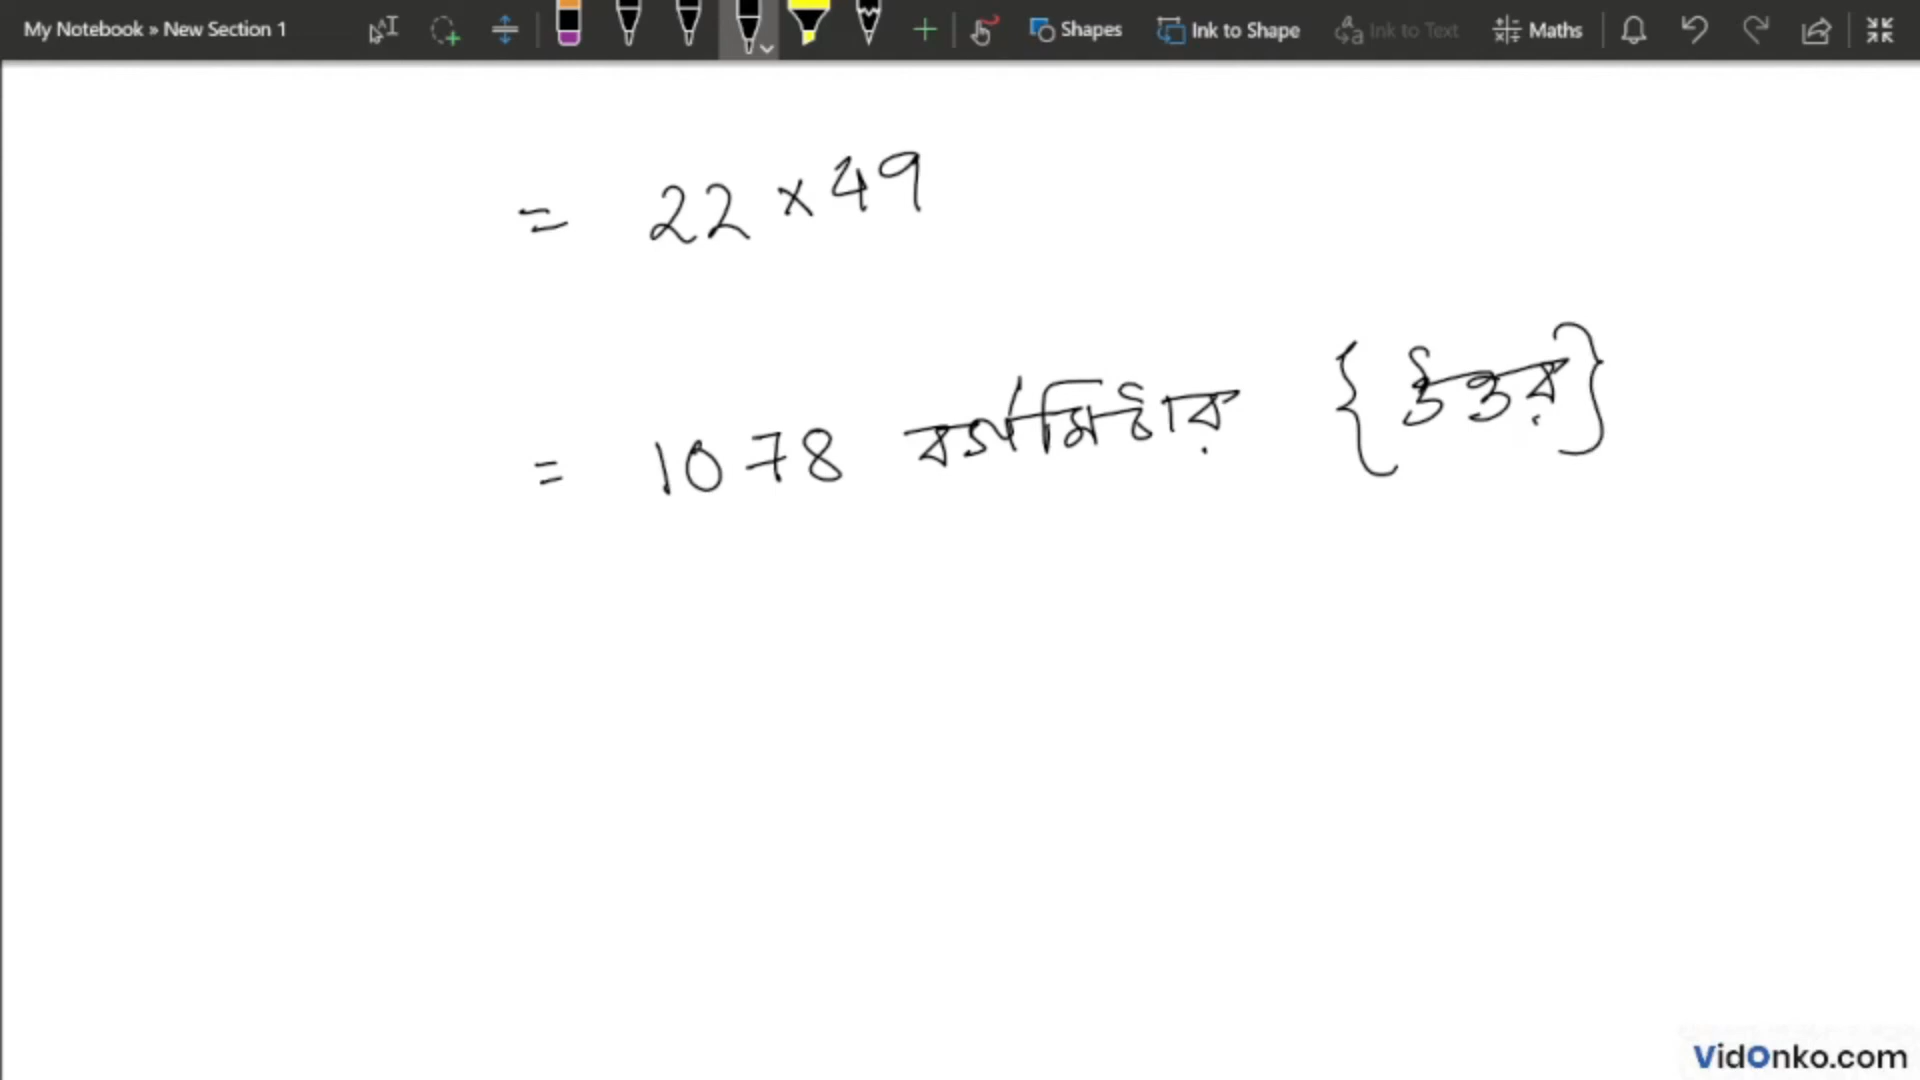 My Notebook » New Section 1 Shapes Ink to Shape Ink to Text Maths
= 22 × 49
= 1078 বর্গমিটার {উত্তর}
VidOnko.com